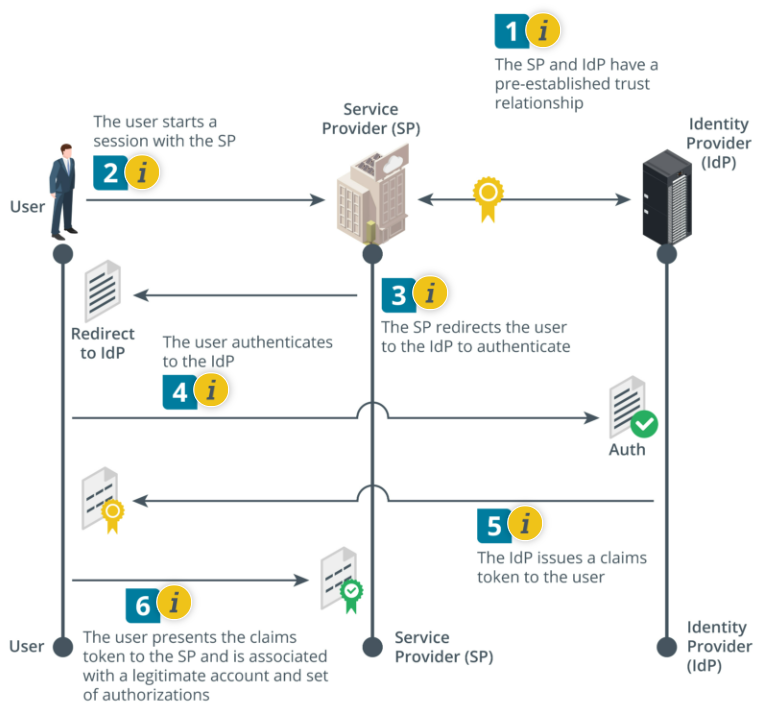 1 i
The SP and IdP have a
pre-established trust
relationship
The user starts a
session with the SP
2 i
Service
Provider (SP)
Identity
Provider
(IdP)
User
3 i
Redirect
to IdP
The SP redirects the user
to the IdP to authenticate
The user authenticates
to the IdP
4 i
Auth
5 i
The IdP issues a claims
token to the user
6 i
The user presents the claims
token to the SP and is associated
with a legitimate account and set
of authorizations
User
Service
Provider (SP)
Identity
Provider
(IdP)